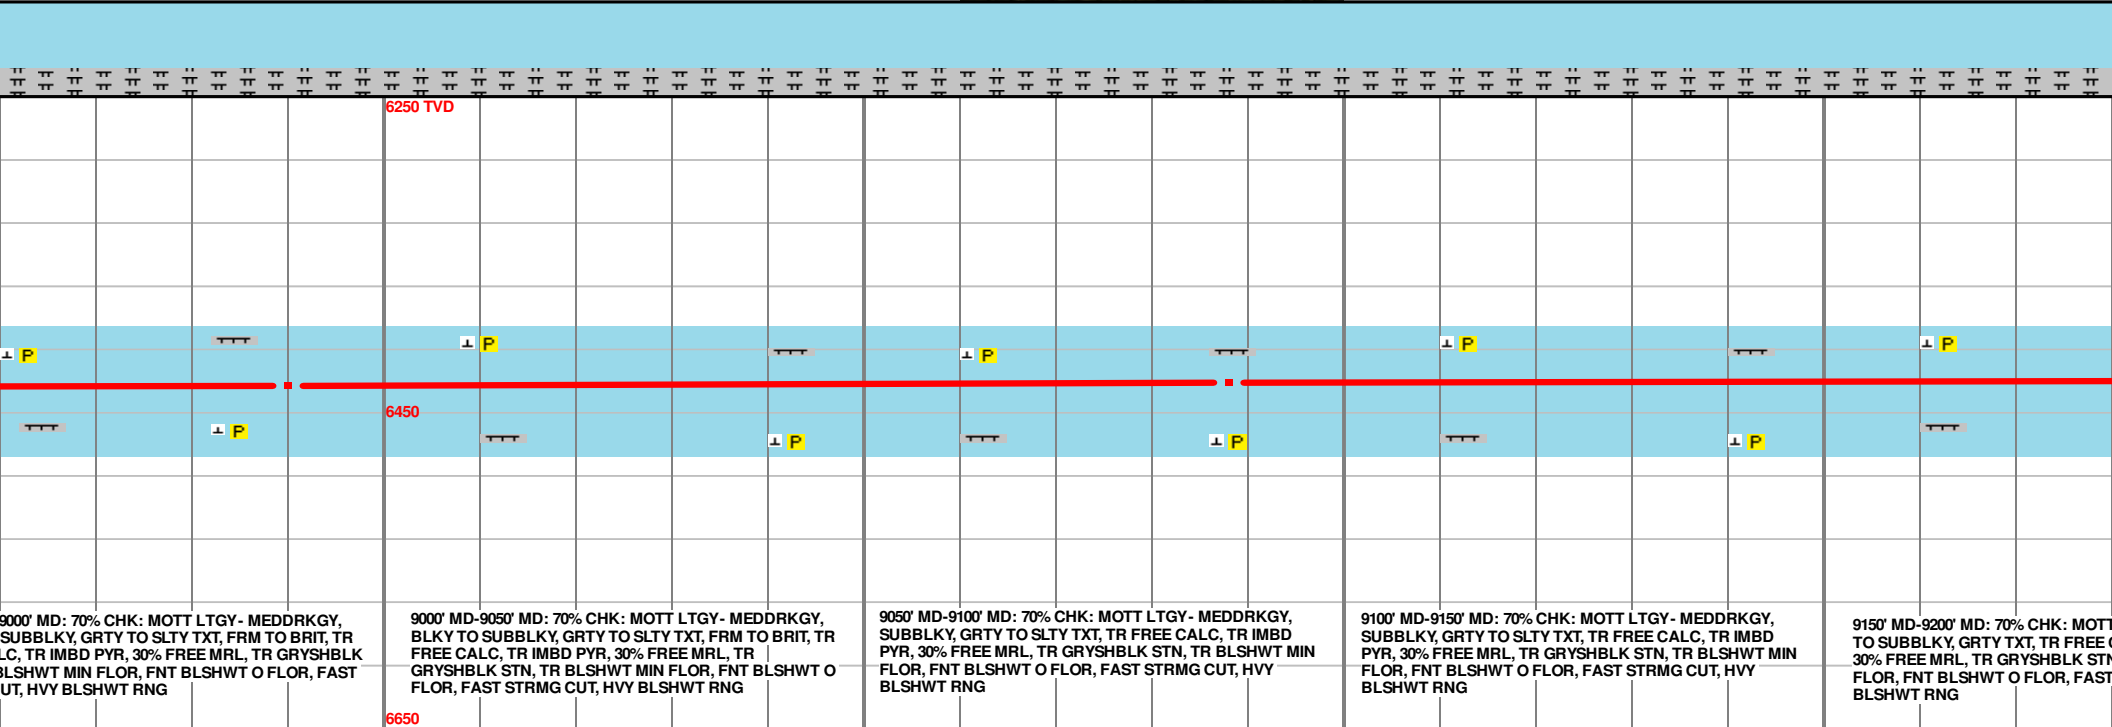 6250 TVD
P
P
P
P
P
6450
P
P
P
P
9000' MD: 70% CHK: MOTT LTGY- MEDDRKGY,
SUBBLKY, GRTY TO SLTY TXT, FRM TO BRIT, TR
LC, TR IMBD PYR, 30% FREE MRL, TR GRYSHBLK
BLSHWT MIN FLOR, FNT BLSHWT O FLOR, FAST
UT, HVY BLSHWT RNG
9000' MD-9050' MD: 70% CHK: MOTT LTGY- MEDDRKGY,
BLKY TO SUBBLKY, GRTY TO SLTY TXT, FRM TO BRIT, TR
FREE CALC, TR IMBD PYR, 30% FREE MRL, TR
GRYSHBLK STN, TR BLSHWT MIN FLOR, FNT BLSHWT O
FLOR, FAST STRMG CUT, HVY BLSHWT RNG
9050' MD-9100' MD: 70% CHK: MOTT LTGY- MEDDRKGY,
SUBBLKY, GRTY TO SLTY TXT, TR FREE CALC, TR IMBD
PYR, 30% FREE MRL, TR GRYSHBLK STN, TR BLSHWT MIN
FLOR, FNT BLSHWT O FLOR, FAST STRMG CUT, HVY
BLSHWT RNG
9100' MD-9150' MD: 70% CHK: MOTT LTGY- MEDDRKGY,
SUBBLKY, GRTY TO SLTY TXT, TR FREE CALC, TR IMBD
PYR, 30% FREE MRL, TR GRYSHBLK STN, TR BLSHWT MIN
FLOR, FNT BLSHWT O FLOR, FAST STRMG CUT, HVY
BLSHWT RNG
9150' MD-9200' MD: 70% CHK: MOTT
TO SUBBLKY, GRTY TXT, TR FREE C
30% FREE MRL, TR GRYSHBLK STN
FLOR, FNT BLSHWT O FLOR, FAST
BLSHWT RNG
6650